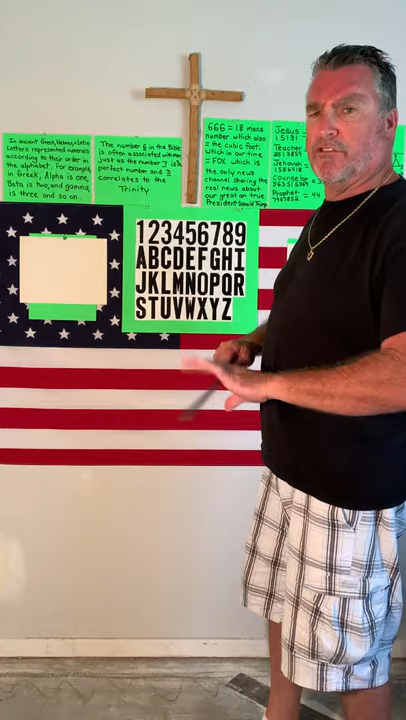 In ancient Greek, Hebrew, & Latin
Letters represented numerals
according to their order in
the alphabet. For example,
in Greek, Alpha is one,
Bata is two, and gamma,
is three and so on.
The number 6 in the Bible
is often associated with man
just as the number 7 is a
perfect number and 3
correlates to the
Trinity
666 = 18 mans
number which also
= the cubic foot.
Which in our time
= FOX which is
the only news
channel sharing the
real news about
our great an true
President Donald Trump
Jesus =
15131
Teacher
2513859
Jehovah =
Counselor
Prophet = 44
123456789
ABCDEFGHI
JKLMNOPQR
STUVWXYZ